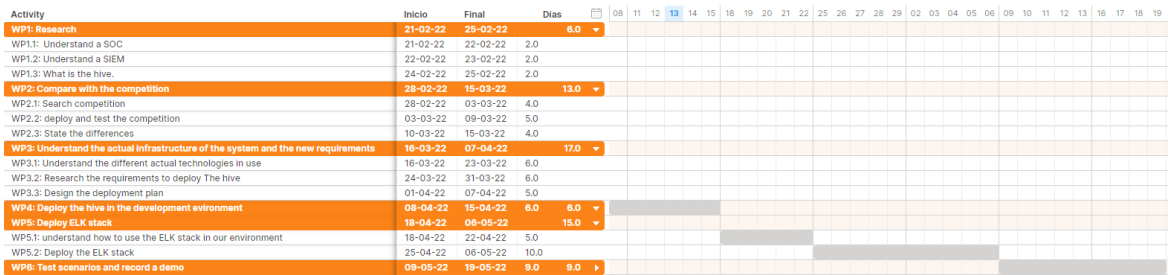 Activity Início Final Dias 08 11 12 13 14 15 18 19 20 21 22 25 26 27 28 29 02 03 04 05 06 09 10 11 12 13 16 17 18 19
WP1: Research 21-02-22 25-02-22 6.0
WP1.1: Understand a SOC 21-02-22 22-02-22 2.0
WP1.2: Understand a SIEM 22-02-22 23-02-22 2.0
WP1.3: What is the hive. 24-02-22 25-02-22 2.0
WP2: Compare with the competition 28-02-22 15-03-22 13.0
WP2.1: Search competition 28-02-22 03-03-22 4.0
WP2.2: deploy and test the competition 03-03-22 09-03-22 5.0
WP2.3: State the differences 10-03-22 15-03-22 4.0
WP3: Understand the actual infrastructure of the system and the new requirements 16-03-22 07-04-22 17.0
WP3.1: Understand the different actual technologies in use 16-03-22 23-03-22 6.0
WP3.2: Research the requirements to deploy The hive 24-03-22 31-03-22 6.0
WP3.3: Design the deployment plan 01-04-22 07-04-22 5.0
WP4: Deploy the hive in the development evironment 08-04-22 15-04-22 6.0 6.0
WP5: Deploy ELK stack 18-04-22 06-05-22 15.0
WP5.1: understand how to use the ELK stack in our environment 18-04-22 22-04-22 5.0
WP5.2: Deploy the ELK stack 25-04-22 06-05-22 10.0
WP6: Test scenarios and record a demo 09-05-22 19-05-22 9.0 9.0